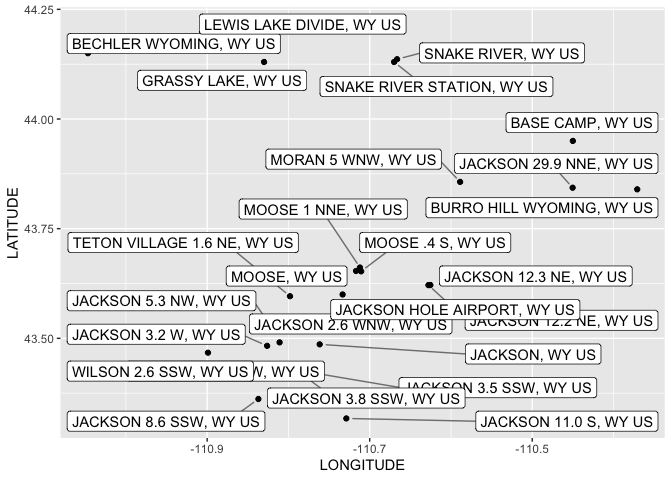 44.25
LEWIS LAKE DIVIDE, WY US
BECHLER WYOMING, WY US
SNAKE RIVER, WY US
GRASSY LAKE, WY US
SNAKE RIVER STATION, WY US
44.00
BASE CAMP, WY US
MORAN 5 WNW, WY US
JACKSON 29.9 NNE, WY US
BURRO HILL WYOMING, WY US
MOOSE 1 NNE, WY US
43.75
TETON VILLAGE 1.6 NE, WY US
MOOSE .4 S, WY US
MOOSE, WY US
JACKSON 12.3 NE, WY US
JACKSON 5.3 NW, WY US
JACKSON HOLE AIRPORT, WY US
JACKSON 12.2 NE, WY US
JACKSON 2.6 WNW, WY US
JACKSON 3.2 W, WY US
43.50
JACKSON, WY US
WILSON 2.6 SSW, WY US
W, WY US
JACKSON 3.5 SSW, WY US
JACKSON 3.8 SSW, WY US
JACKSON 8.6 SSW, WY US
JACKSON 11.0 S, WY US
-110.9
-110.7
-110.5
LONGITUDE
LATITUDE